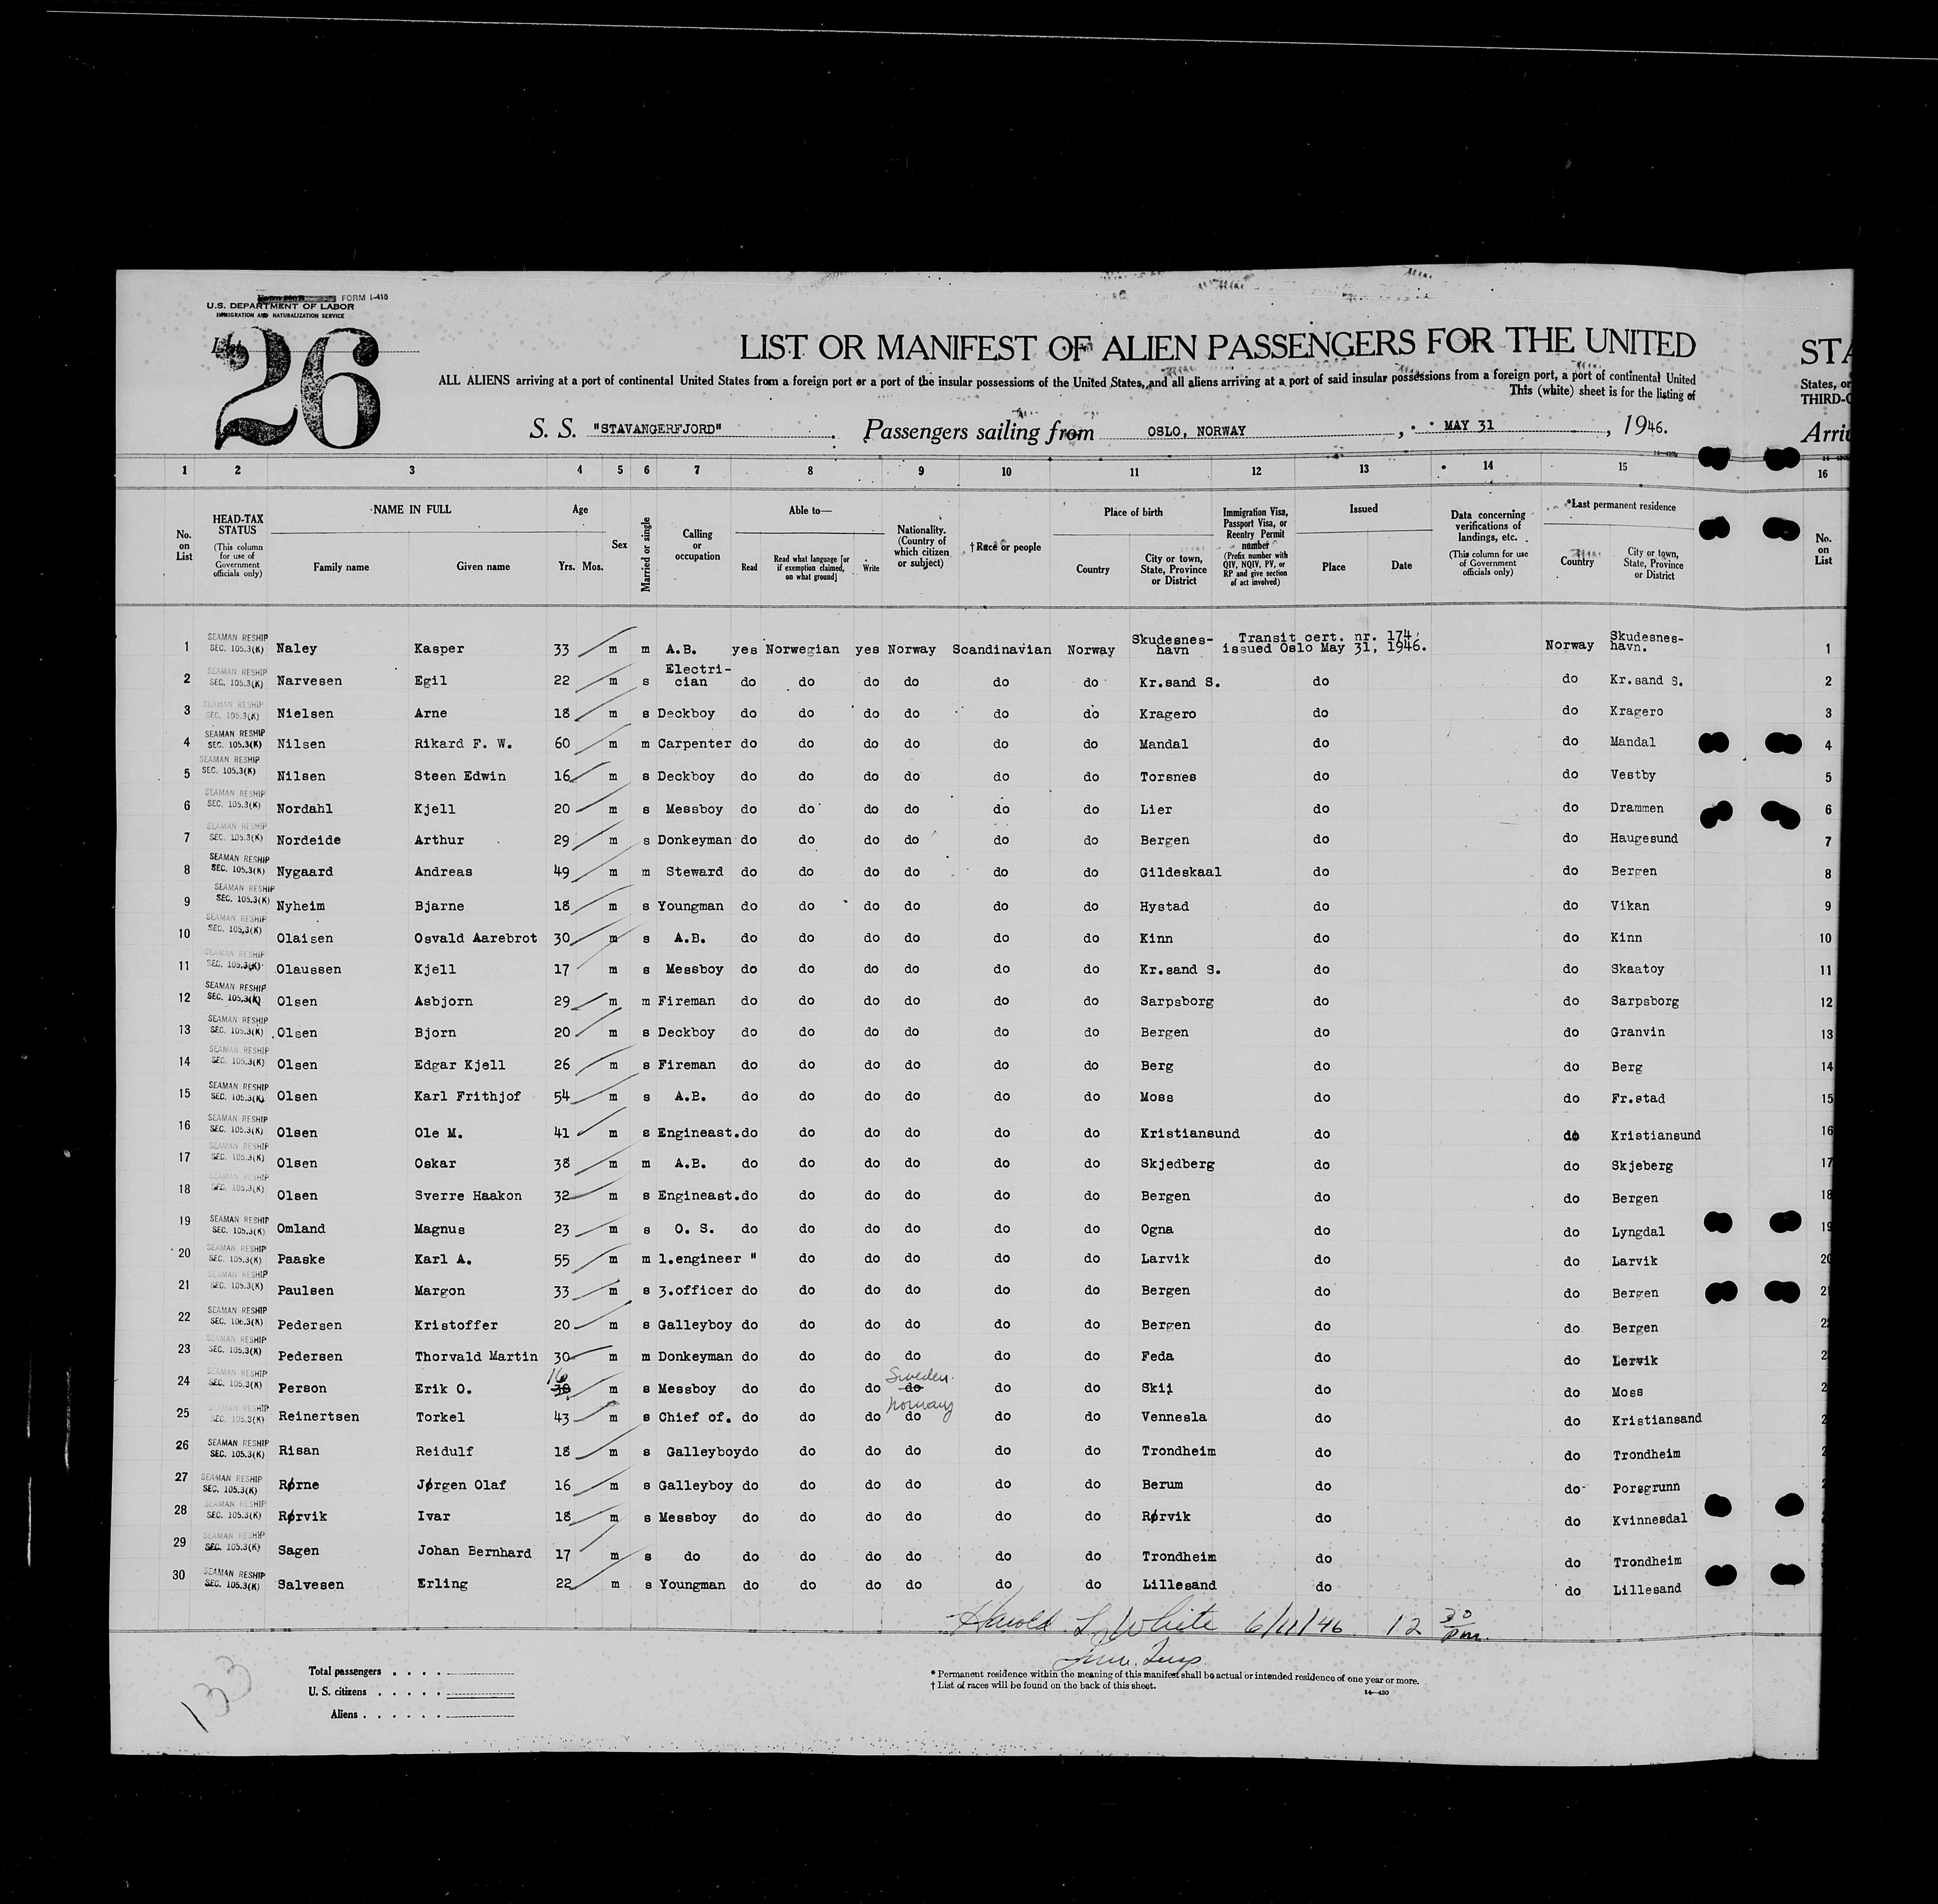 FORM I-415
U.S. DEPARTMENT OF LABOR
IMMIGRATION AND NATURALIZATION SERVICE
List
26
LIST OR MANIFEST OF ALIEN PASSENGERS FOR THE UNITED
STA
ALL ALIENS arriving at a port of continental United States from a foreign port or a port of the insular possessions of the United States, and all aliens arriving at a port of said insular possessions from a foreign port, a port of continental United
States, or
This (white) sheet is for the listing of
THIRD-C
S. S. "STAVANGERFJORD". Passengers sailing from OSLO, NORWAY, MAY 31, 1946.
Arri
1 2 3 4 5 6 7 8 9 10 11 12 13 14 15 16
No. on List
HEAD-TAX STATUS (This column for use of Government officials only)
NAME IN FULL
Family name
Given name
Age
Yrs. Mos.
Sex
Married or single
Calling or occupation
Able to—
Read
Read what language [or if exemption claimed, on what ground]
Write
Nationality. (Country of which citizen or subject)
†Race or people
Place of birth
Country
City or town, State, Province or District
Immigration Visa, Passport Visa, or Reentry Permit number (Prefix number with QIV, NQIV, PV, or RP and give section of act involved)
Issued
Place
Date
Data concerning verifications of landings, etc. (This column for use of Government officials only)
*Last permanent residence
Country
City or town, State, Province or District
No. on List
1 SEAMAN RESHIP SEC. 105.3(K) Naley Kasper 33 m m A.B. yes Norwegian yes Norway Scandinavian Norway Skudesnes-havn Transit cert. nr. 174, issued Oslo May 31, 1946. Norway Skudesnes-havn. 1
2 SEAMAN RESHIP SEC. 105.3(K) Narvesen Egil 22 m s Electri-cian do do do do do do Kr.sand S. do do Kr.sand S. 2
3 SEAMAN RESHIP SEC. 105.3(K) Nielsen Arne 18 m s Deckboy do do do do do do Kragero do do Kragero 3
4 SEAMAN RESHIP SEC. 105.3(K) Nilsen Rikard F. W. 60 m m Carpenter do do do do do do Mandal do do Mandal 4
5 SEAMAN RESHIP SEC. 105.3(K) Nilsen Steen Edwin 16 m s Deckboy do do do do do do Torsnes do do Vestby 5
6 SEAMAN RESHIP SEC. 105.3(K) Nordahl Kjell 20 m s Messboy do do do do do do Lier do do Drammen 6
7 SEAMAN RESHIP SEC. 105.3(K) Nordeide Arthur 29 m s Donkeyman do do do do do do Bergen do do Haugesund 7
8 SEAMAN RESHIP SEC. 105.3(K) Nygaard Andreas 49 m m Steward do do do do do do Gildeskaal do do Bergen 8
9 SEAMAN RESHIP SEC. 105.3(K) Nyheim Bjarne 18 m s Youngman do do do do do do Hystad do do Vikan 9
10 SEAMAN RESHIP SEC. 105.3(K) Olaisen Osvald Aarebrot 30 m s A.B. do do do do do do Kinn do do Kinn 10
11 SEAMAN RESHIP SEC. 105.3(K) Olaussen Kjell 17 m s Messboy do do do do do do Kr.sand S. do do Skaatoy 11
12 SEAMAN RESHIP SEC. 105.3(K) Olsen Asbjorn 29 m m Fireman do do do do do do Sarpsborg do do Sarpsborg 12
13 SEAMAN RESHIP SEC. 105.3(K) Olsen Bjorn 20 m s Deckboy do do do do do do Bergen do do Granvin 13
14 SEAMAN RESHIP SEC. 105.3(K) Olsen Edgar Kjell 26 m s Fireman do do do do do do Berg do do Berg 14
15 SEAMAN RESHIP SEC. 105.3(K) Olsen Karl Frithjof 54 m s A.B. do do do do do do Moss do do Fr.stad 15
16 SEAMAN RESHIP SEC. 105.3(K) Olsen Ole M. 41 m s Engineast. do do do do do do Kristiansund do do Kristiansund 16
17 SEAMAN RESHIP SEC. 105.3(K) Olsen Oskar 38 m m A.B. do do do do do do Skjedberg do do Skjeberg 17
18 SEAMAN RESHIP SEC. 105.3(K) Olsen Sverre Haakon 32 m s Engineast. do do do do do do Bergen do do Bergen 18
19 SEAMAN RESHIP SEC. 105.3(K) Omland Magnus 23 m s O. S. do do do do do do Ogna do do Lyngdal 19
20 SEAMAN RESHIP SEC. 105.3(K) Paaske Karl A. 55 m m 1.engineer " do do do do do Larvik do do Larvik 20
21 SEAMAN RESHIP SEC. 105.3(K) Paulsen Margon 33 m s 3.officer do do do do do do Bergen do do Bergen 2
22 SEAMAN RESHIP SEC. 106.3(K) Pedersen Kristoffer 20 m s Galleyboy do do do do do do Bergen do do Bergen 2
23 SEAMAN RESHIP SEC. 105.3(K) Pedersen Thorvald Martin 30 m m Donkeyman do do do do do do Feda do do Lervik 2
24 SEAMAN RESHIP SEC. 105.3(K) Person Erik O. 16 30 m s Messboy do do do Sweden. do do do Skii do do Moss 2
25 SEAMAN RESHIP SEC. 105.3(K) Reinertsen Torkel 43 m s Chief of. do do do Norway do do do Vennesla do do Kristiansand 2
26 SEAMAN RESHIP SEC. 105.3(K) Risan Reidulf 18 m s Galleyboy do do do do do do Trondheim do do Trondheim 2
27 SEAMAN RESHIP SEC. 105.3(K) Rørne Jørgen Olaf 16 m s Galleyboy do do do do do do Berum do do Porsgrunn
28 SEAMAN RESHIP SEC. 105.3(K) Rørvik Ivar 18 m s Messboy do do do do do do Rørvik do do Kvinnesdal
29 SEAMAN RESHIP SEC. 105.3(K) Sagen Johan Bernhard 17 m s do do do do do do do Trondheim do do Trondheim
30 SEAMAN RESHIP SEC. 105.3(K) Salvesen Erling 22 m s Youngman do do do do do do Lillesand do do Lillesand
Harold L. White 6/11/46 12 30 pm.
Imm. Insp.
133
Total passengers
U. S. citizens
Aliens
* Permanent residence within the meaning of this manifest shall be actual or intended residence of one year or more.
† List of races will be found on the back of this sheet.
14—430